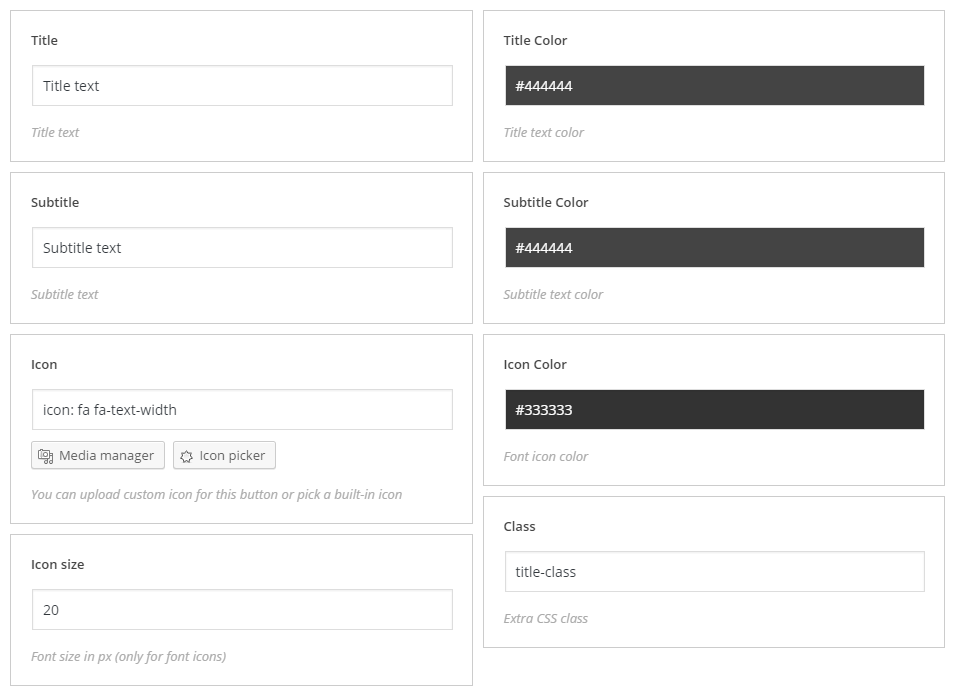 Title
Title text
Title text
Title Color
#444444
Title text color
Subtitle
Subtitle text
Subtitle text
Subtitle Color
#444444
Subtitle text color
Icon
icon: fa fa-text-width
Media manager
Icon picker
You can upload custom icon for this button or pick a built-in icon
Icon Color
#333333
Font icon color
Icon size
20
Font size in px (only for font icons)
Class
title-class
Extra CSS class